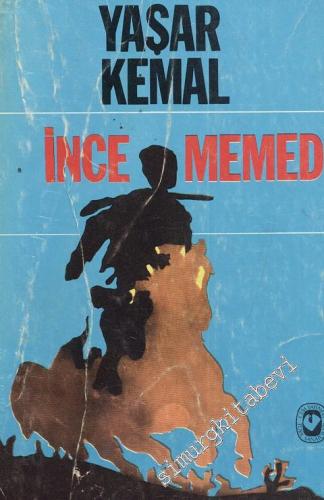 YAŞAR
KEMAL
İNCE MEMED
simurgkitabevi